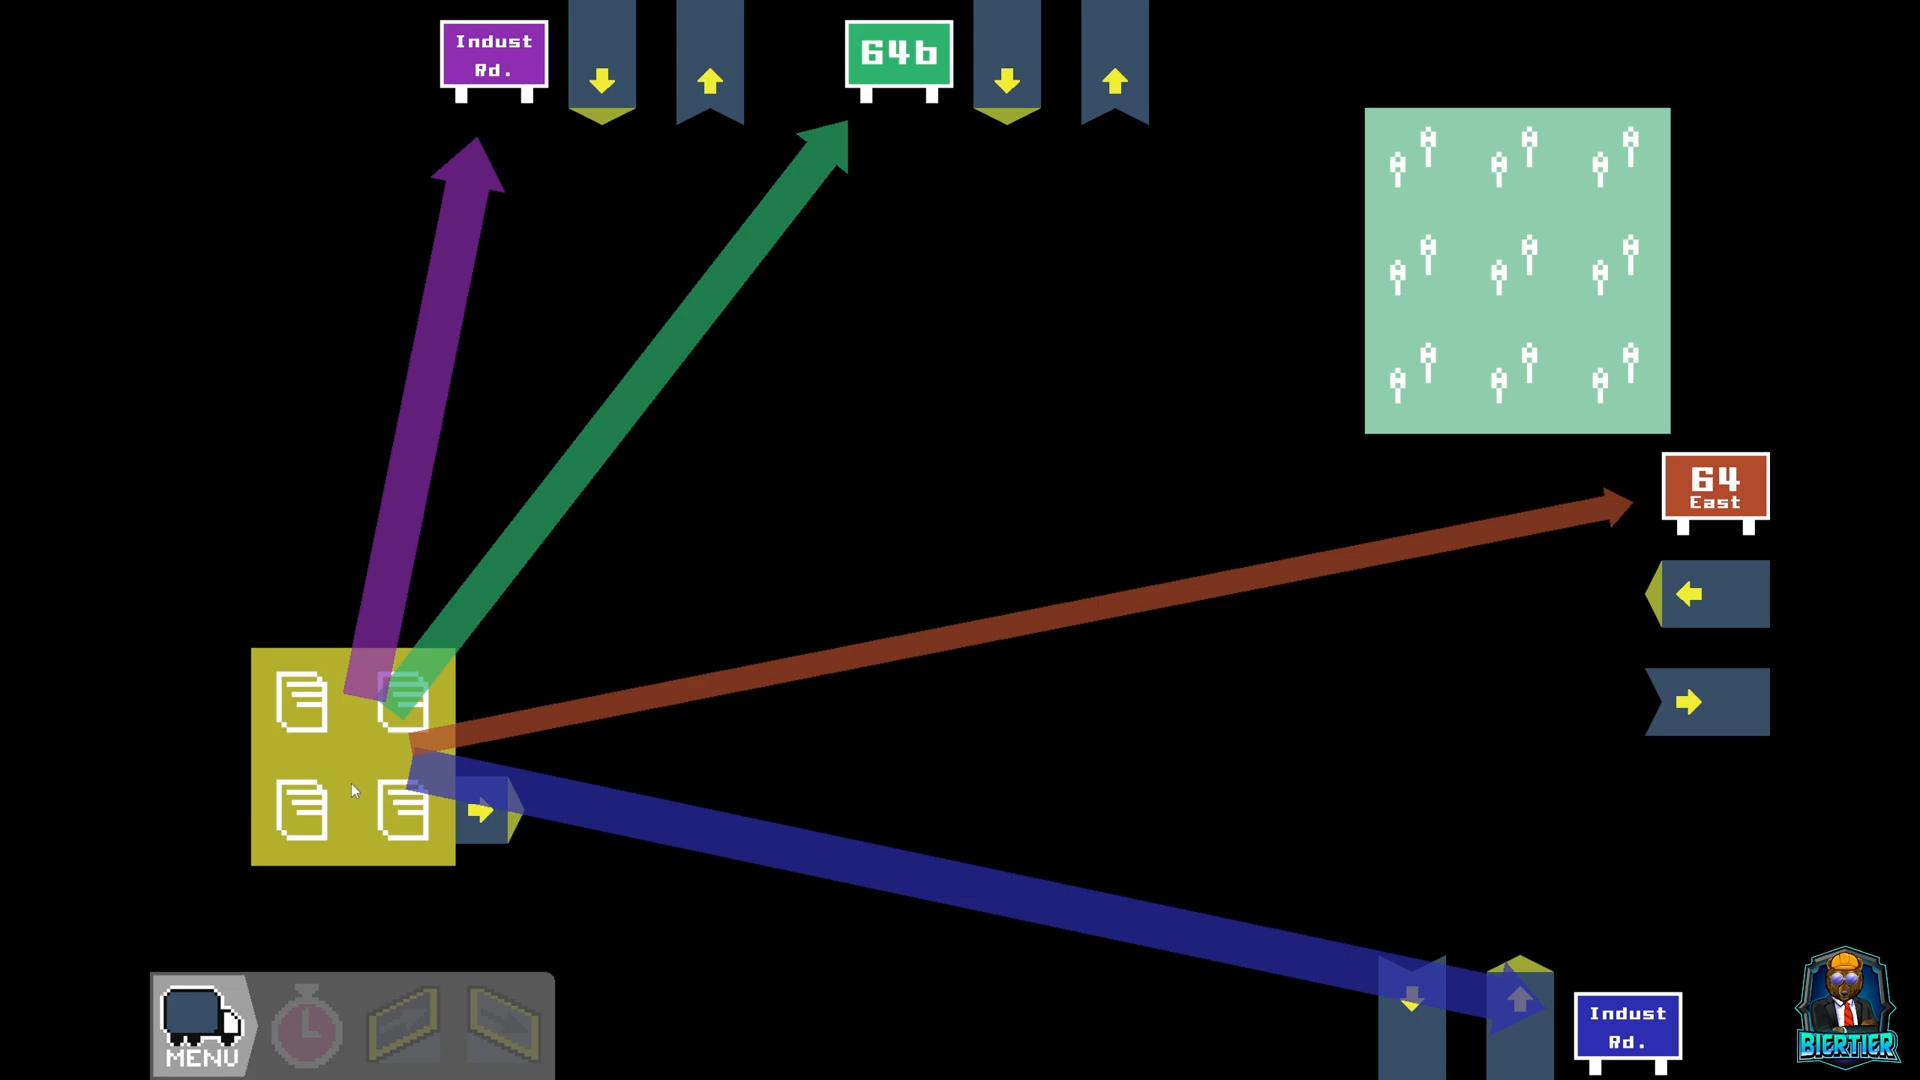 Indust
Rd.
64b
64
East
Indust
Rd.
MENU
BIERTIER